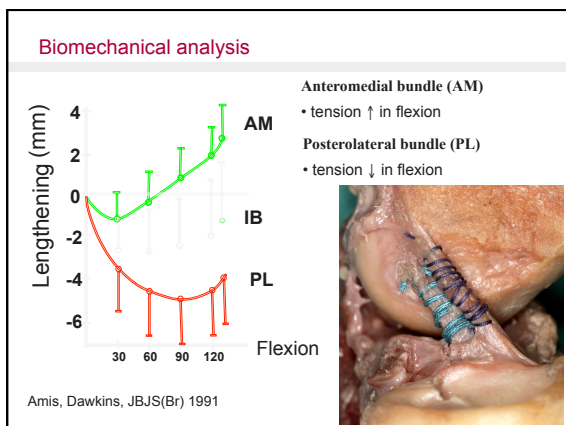 Biomechanical analysis
Lengthening (mm)
4
2
0
-2
-4
-6
AM
IB
PL
30 60 90 120
Flexion
Anteromedial bundle (AM)
• tension ↑ in flexion
Posterolateral bundle (PL)
• tension ↓ in flexion
Amis, Dawkins, JBJS(Br) 1991